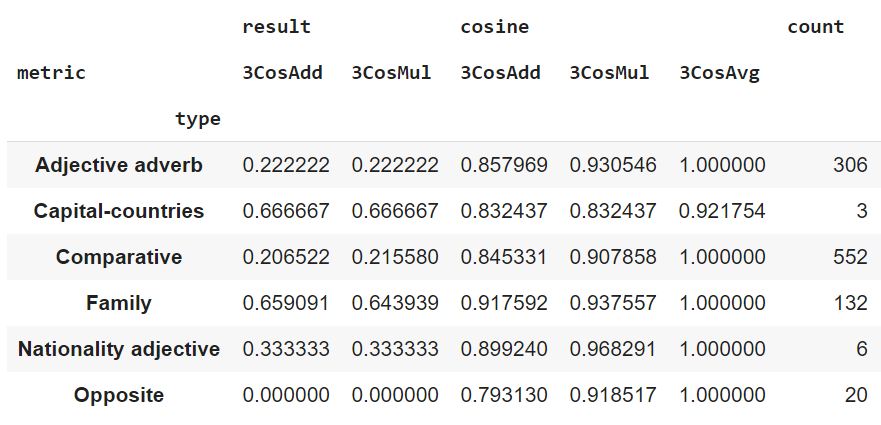 result cosine count
metric 3CosAdd 3CosMul 3CosAdd 3CosMul 3CosAvg
type
Adjective adverb 0.222222 0.222222 0.857969 0.930546 1.000000 306
Capital-countries 0.666667 0.666667 0.832437 0.832437 0.921754 3
Comparative 0.206522 0.215580 0.845331 0.907858 1.000000 552
Family 0.659091 0.643939 0.917592 0.937557 1.000000 132
Nationality adjective 0.333333 0.333333 0.899240 0.968291 1.000000 6
Opposite 0.000000 0.000000 0.793130 0.918517 1.000000 20